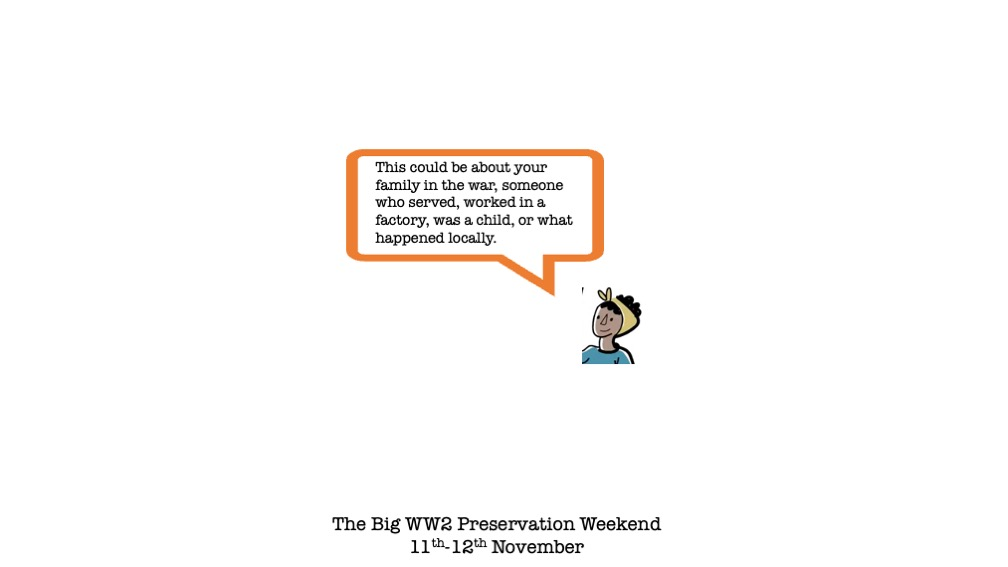 This could be about your
family in the war, someone
who served, worked in a
factory, was a child, or what
happened locally.
The Big WW2 Preservation Weekend
11th-12th November